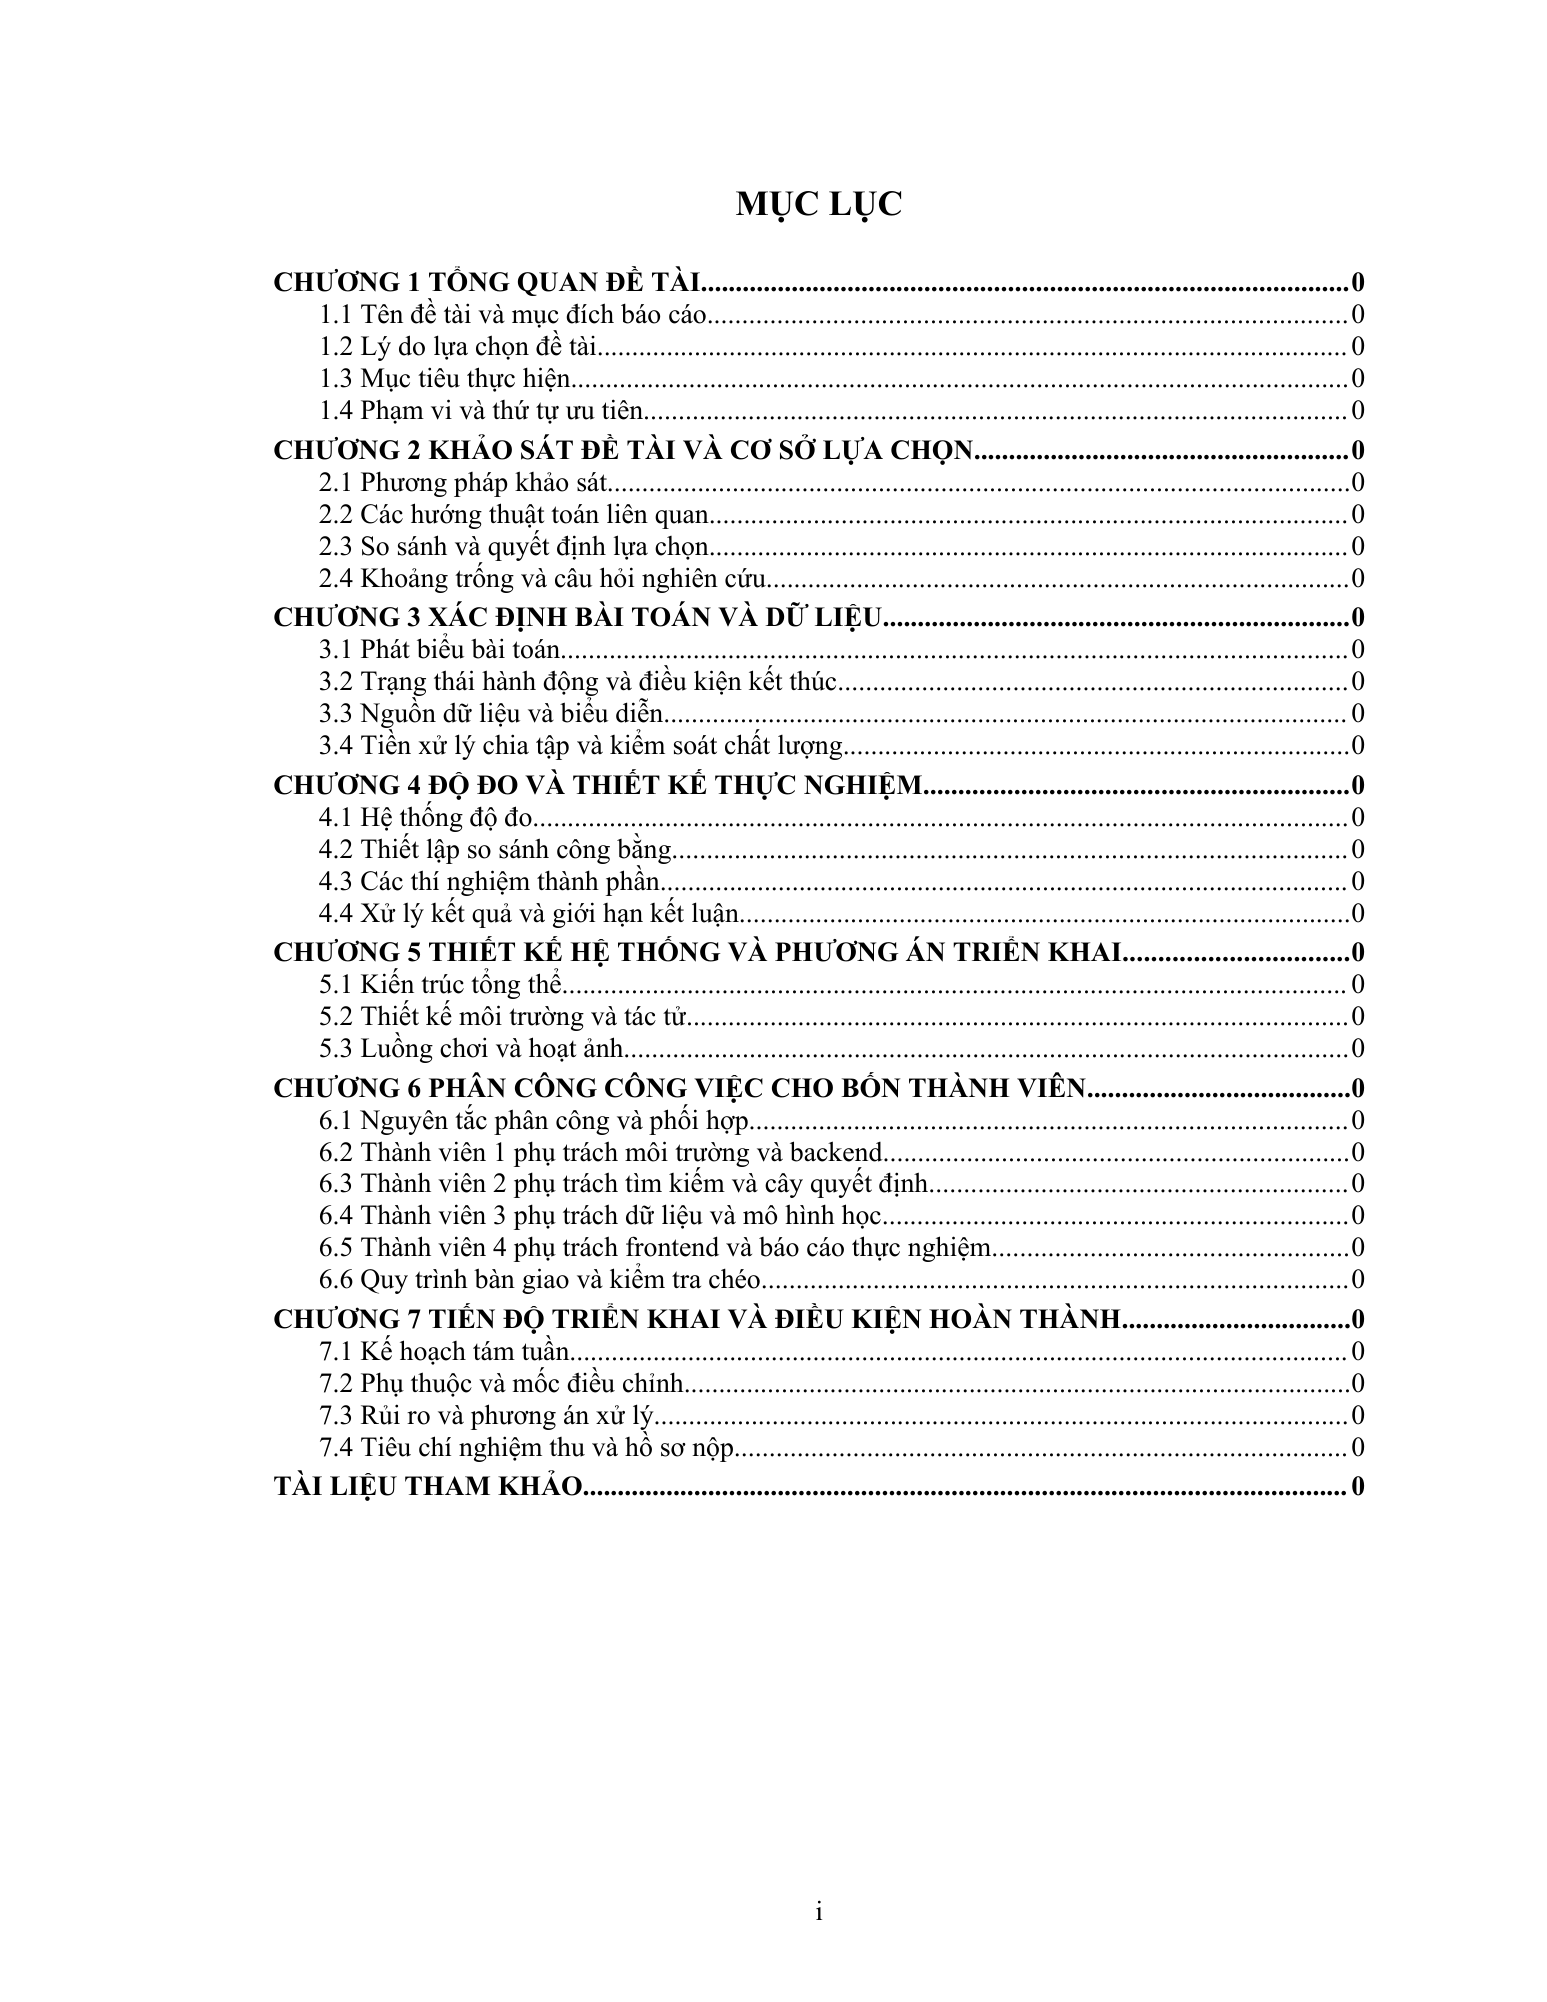 MỤC LỤC
CHƯƠNG 1 TỔNG QUAN ĐỀ TÀI........................................0
1.1 Tên đề tài và mục đích báo cáo........................................0
1.2 Lý do lựa chọn đề tài........................................0
1.3 Mục tiêu thực hiện........................................0
1.4 Phạm vi và thứ tự ưu tiên........................................0
CHƯƠNG 2 KHẢO SÁT ĐỀ TÀI VÀ CƠ SỞ LỰA CHỌN........................................0
2.1 Phương pháp khảo sát........................................0
2.2 Các hướng thuật toán liên quan........................................0
2.3 So sánh và quyết định lựa chọn........................................0
2.4 Khoảng trống và câu hỏi nghiên cứu........................................0
CHƯƠNG 3 XÁC ĐỊNH BÀI TOÁN VÀ DỮ LIỆU........................................0
3.1 Phát biểu bài toán........................................0
3.2 Trạng thái hành động và điều kiện kết thúc........................................0
3.3 Nguồn dữ liệu và biểu diễn........................................0
3.4 Tiền xử lý chia tập và kiểm soát chất lượng........................................0
CHƯƠNG 4 ĐỘ ĐO VÀ THIẾT KẾ THỰC NGHIỆM........................................0
4.1 Hệ thống độ đo........................................0
4.2 Thiết lập so sánh công bằng........................................0
4.3 Các thí nghiệm thành phần........................................0
4.4 Xử lý kết quả và giới hạn kết luận........................................0
CHƯƠNG 5 THIẾT KẾ HỆ THỐNG VÀ PHƯƠNG ÁN TRIỂN KHAI........................................0
5.1 Kiến trúc tổng thể........................................0
5.2 Thiết kế môi trường và tác tử........................................0
5.3 Luồng chơi và hoạt ảnh........................................0
CHƯƠNG 6 PHÂN CÔNG CÔNG VIỆC CHO BỐN THÀNH VIÊN........................................0
6.1 Nguyên tắc phân công và phối hợp........................................0
6.2 Thành viên 1 phụ trách môi trường và backend........................................0
6.3 Thành viên 2 phụ trách tìm kiếm và cây quyết định........................................0
6.4 Thành viên 3 phụ trách dữ liệu và mô hình học........................................0
6.5 Thành viên 4 phụ trách frontend và báo cáo thực nghiệm........................................0
6.6 Quy trình bàn giao và kiểm tra chéo........................................0
CHƯƠNG 7 TIẾN ĐỘ TRIỂN KHAI VÀ ĐIỀU KIỆN HOÀN THÀNH........................................0
7.1 Kế hoạch tám tuần........................................0
7.2 Phụ thuộc và mốc điều chỉnh........................................0
7.3 Rủi ro và phương án xử lý........................................0
7.4 Tiêu chí nghiệm thu và hồ sơ nộp........................................0
TÀI LIỆU THAM KHẢO........................................0
i